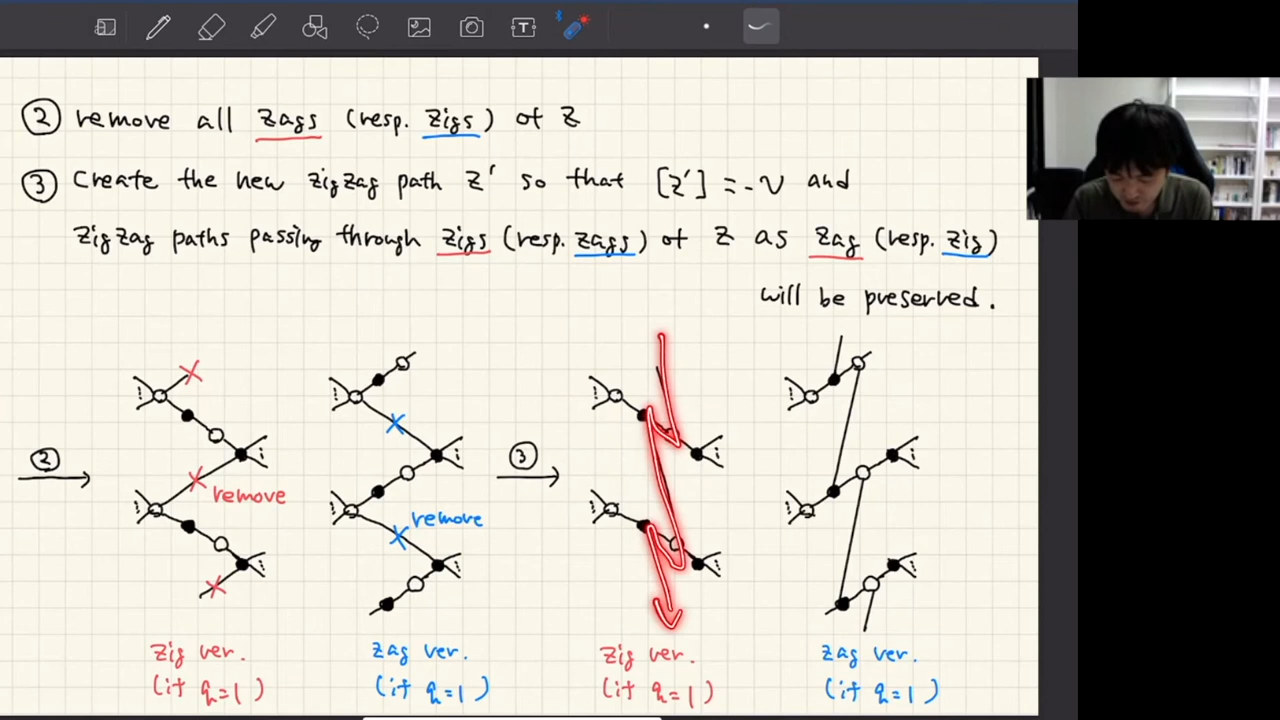 ② remove all zags (resp. zigs) of z
③ Create the new zigzag path z' so that [z'] = -v and
zigzag paths passing through zigs (resp. zags) of z as zag (resp. zig)
will be preserved.
②
remove
remove
③
zig ver.
(if q=1)
zag ver.
(if q=1)
zig ver.
(if q=1)
zag ver.
(if q=1)